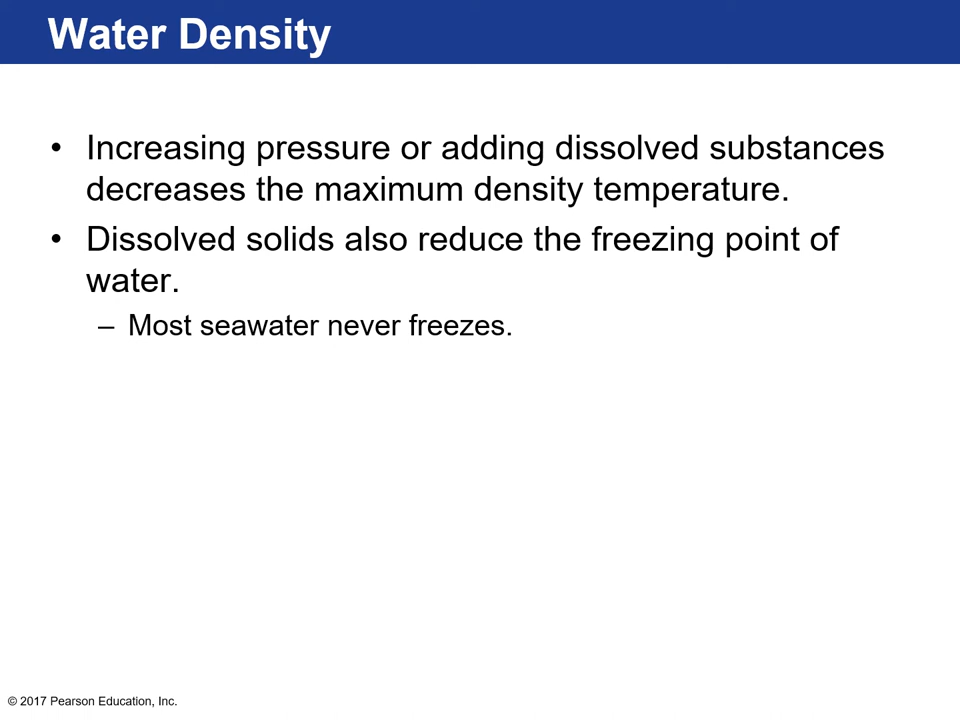 Water Density
• Increasing pressure or adding dissolved substances
decreases the maximum density temperature.
• Dissolved solids also reduce the freezing point of
water.
– Most seawater never freezes.
© 2017 Pearson Education, Inc.